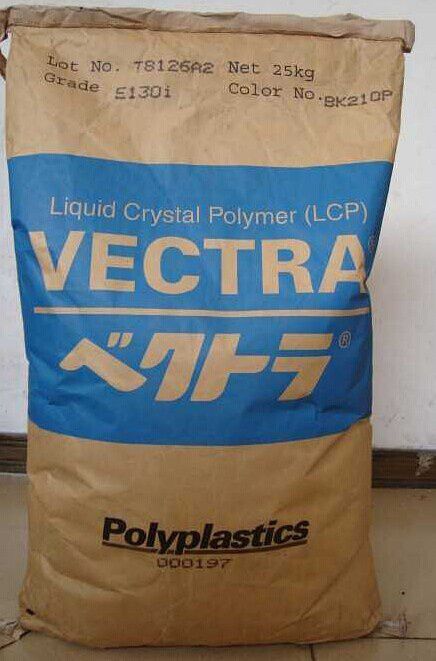 Lot No. T8126A2 Net 25kg
Grade E130i Color No. BK210P
Liquid Crystal Polymer (LCP)
VECTRA®
ベクトラ®
Polyplastics
000197